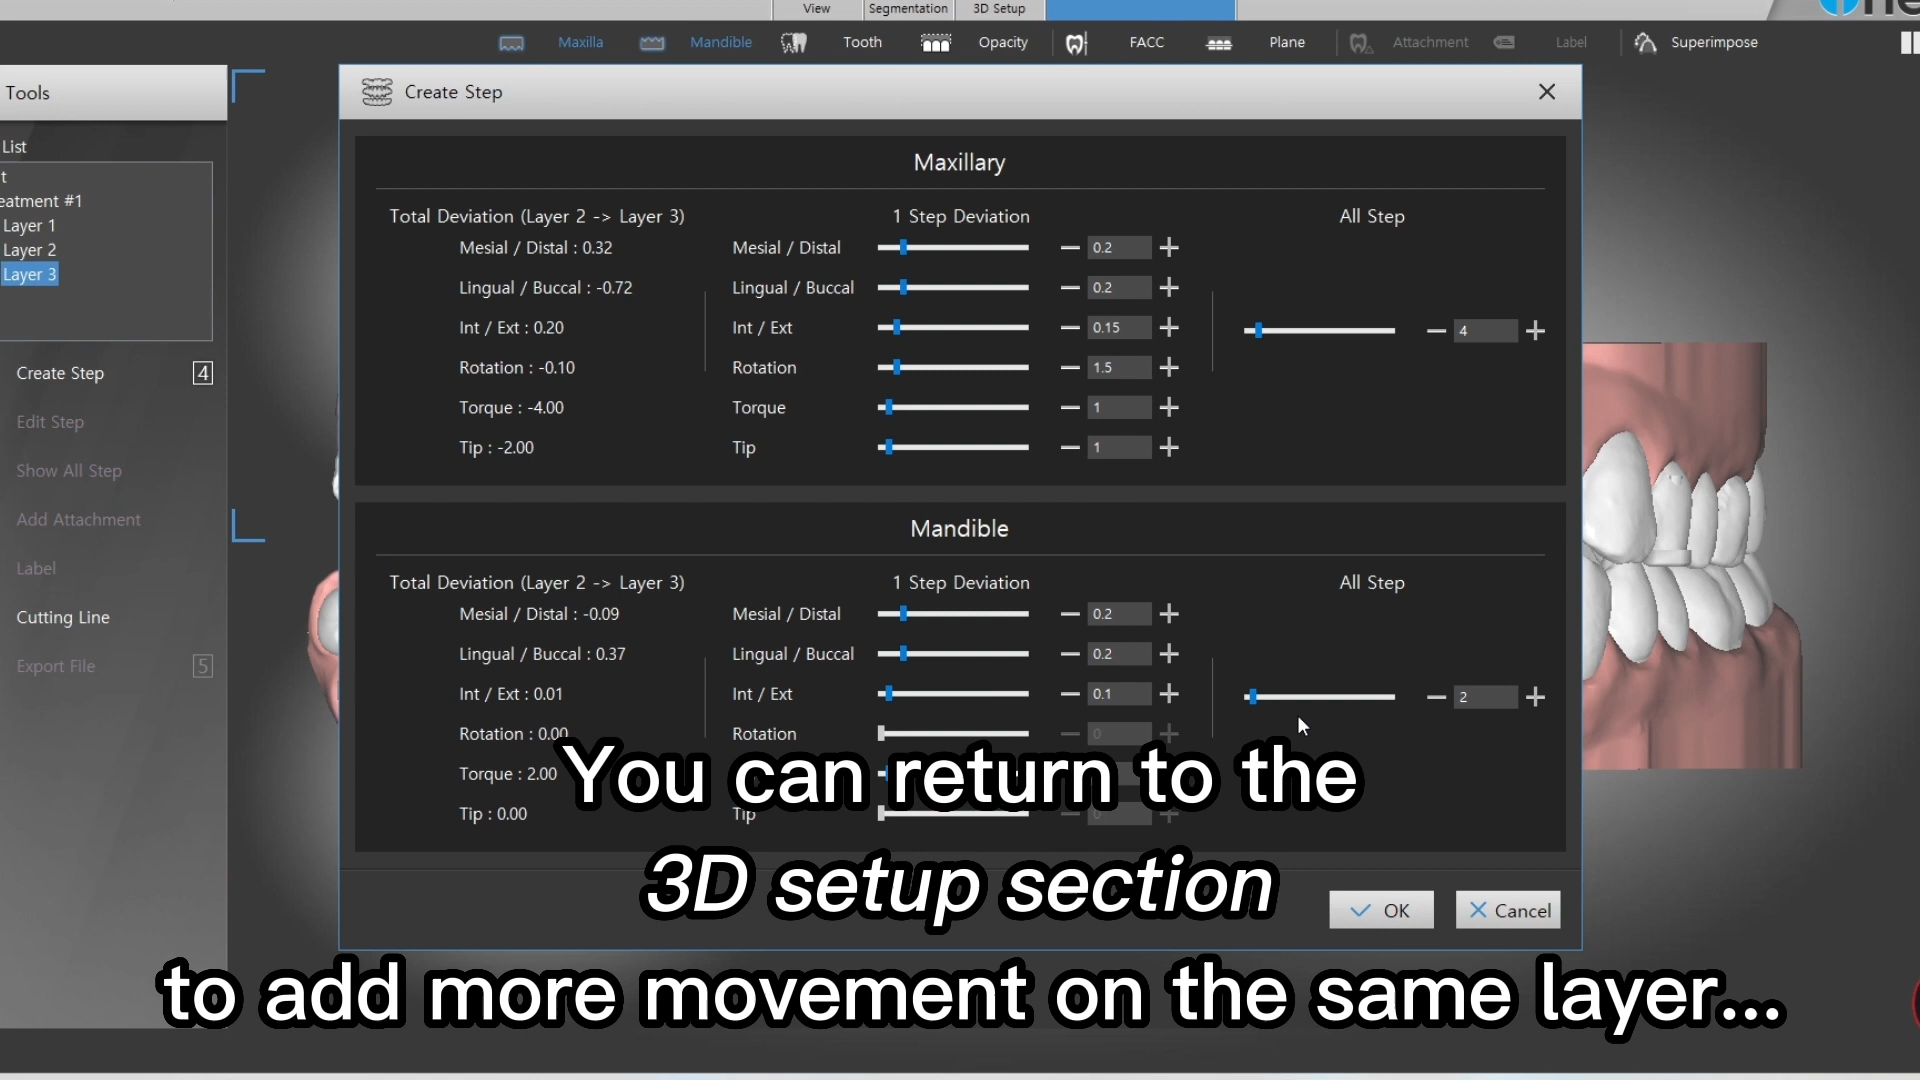 View Segmentation 3D Setup
Maxilla Mandible Tooth Opacity FACC Plane Attachment Label Superimpose
Tools
List
t
eatment #1
Layer 1
Layer 2
Layer 3
Create Step 4
Edit Step
Show All Step
Add Attachment
Label
Cutting Line
Export File 5
Create Step
Maxillary
Total Deviation (Layer 2 -> Layer 3) 1 Step Deviation All Step
Mesial / Distal : 0.32 Mesial / Distal 0.2
Lingual / Buccal : -0.72 Lingual / Buccal 0.2
Int / Ext : 0.20 Int / Ext 0.15 4
Rotation : -0.10 Rotation 1.5
Torque : -4.00 Torque 1
Tip : -2.00 Tip 1
Mandible
Total Deviation (Layer 2 -> Layer 3) 1 Step Deviation All Step
Mesial / Distal : -0.09 Mesial / Distal 0.2
Lingual / Buccal : 0.37 Lingual / Buccal 0.2
Int / Ext : 0.01 Int / Ext 0.1 2
Rotation : 0.00 Rotation 0
Torque : 2.00
Tip : 0.00 Tip 0
You can return to the
3D setup section
to add more movement on the same layer...
OK Cancel